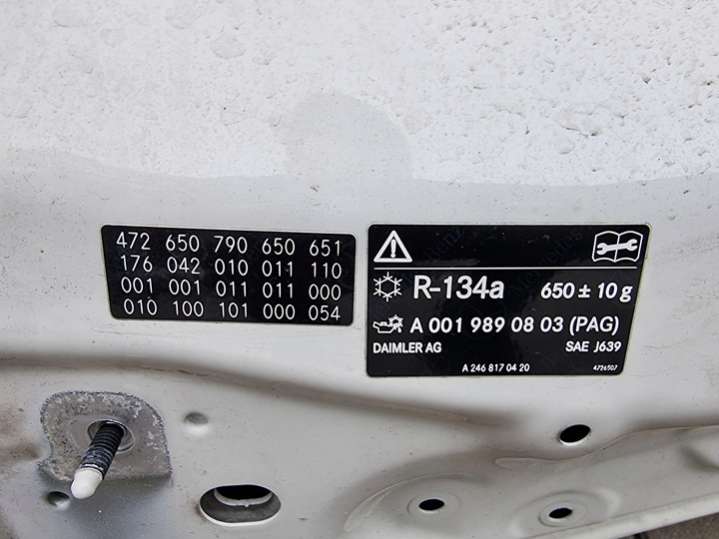 472 650 790 650 651
176 042 010 011 110
001 001 011 011 000
010 100 101 000 054
R-134a 650 ± 10 g
A 001 989 08 03 (PAG)
DAIMLER AG SAE J639
A 246 817 04 20 4726507